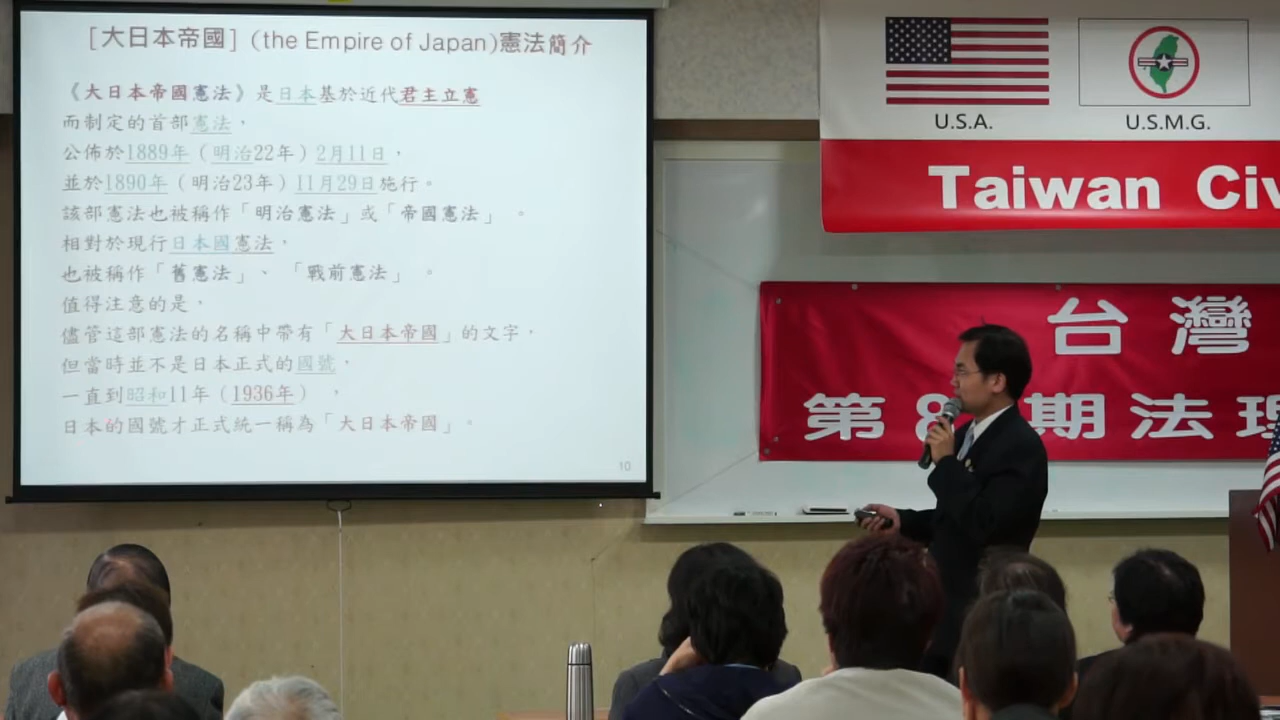 [大日本帝國] (the Empire of Japan)憲法簡介
《大日本帝國憲法》是日本基於近代君主立憲
而制定的首部憲法，
公佈於1889年（明治22年）2月11日，
並於1890年（明治23年）11月29日施行。
該部憲法也被稱作「明治憲法」或「帝國憲法」 。
相對於現行日本國憲法，
也被稱作「舊憲法」、 「戰前憲法」 。
值得注意的是，
儘管這部憲法的名稱中帶有「大日本帝國」的文字，
但當時並不是日本正式的國號，
一直到昭和11年（1936年） ，
日本的國號才正式統一稱為「大日本帝國」。
10
U.S.A.
U.S.M.G.
Taiwan Civ
台灣
第8 期法理